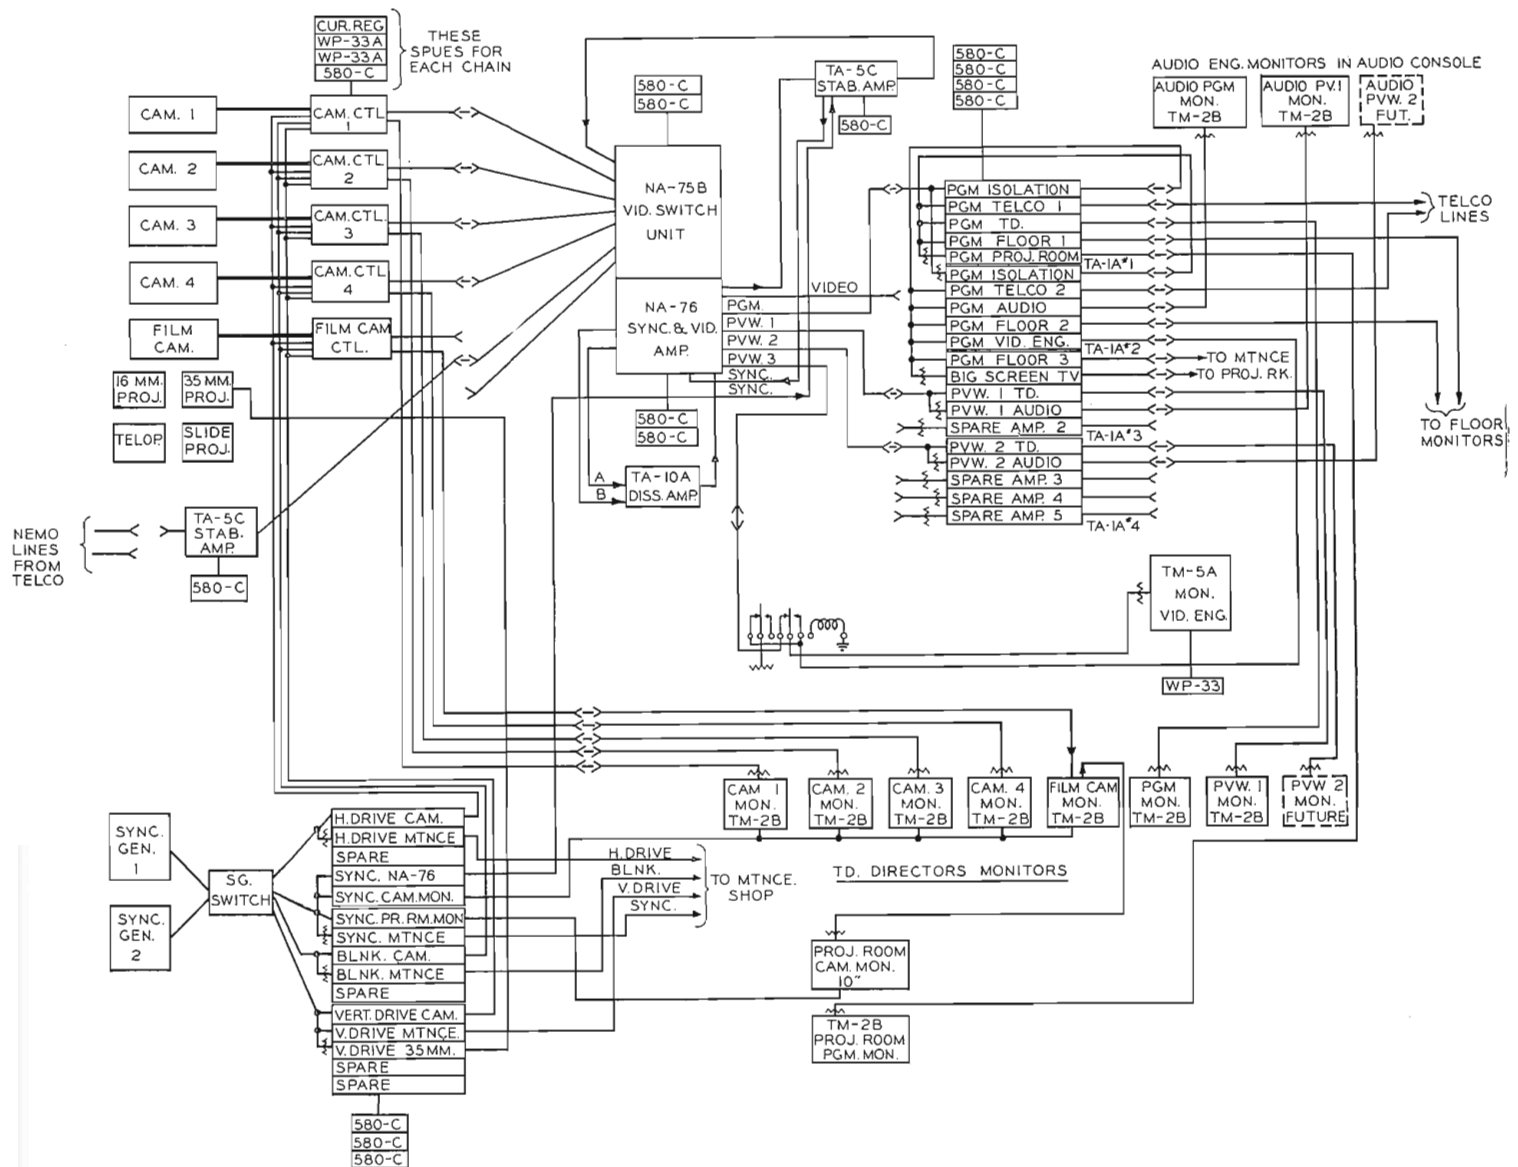 CUR. REG
WP-33A
WP-33A
580-C
THESE
SPUES FOR
EACH CHAIN
CAM. 1
CAM. 2
CAM. 3
CAM. 4
FILM
CAM.
CAM. CTL
1
CAM. CTL
2
CAM. CTL.
3
CAM. CTL
4
FILM CAM
CTL.
16 MM.
PROJ.
35 MM.
PROJ.
TELOP.
SLIDE
PROJ.
NEMO
LINES
FROM
TELCO
TA-5C
STAB.
AMP.
580-C
580-C
580-C
NA-75B
VID. SWITCH
UNIT
NA-76
SYNC. & VID.
AMP.
580-C
580-C
A
B
TA-10A
DISS. AMP.
TA-5C
STAB. AMP.
580-C
VIDEO
PGM.
PVW. 1
PVW. 2
PVW. 3
SYNC.
SYNC.
580-C
580-C
580-C
580-C
PGM ISOLATION
PGM TELCO 1
PGM TD.
PGM FLOOR 1
PGM PROJ. ROOM
TA-1A#1
PGM ISOLATION
PGM TELCO 2
PGM AUDIO
PGM FLOOR 2
PGM VID. ENG.
TA-1A#2
PGM FLOOR 3
BIG SCREEN TV
PVW. 1 TD.
PVW. 1 AUDIO
SPARE AMP. 2
TA-1A#3
PVW. 2 TD.
PVW. 2 AUDIO
SPARE AMP. 3
SPARE AMP. 4
SPARE AMP. 5
TA-1A#4
AUDIO ENG. MONITORS IN AUDIO CONSOLE
AUDIO PGM
MON.
TM-2B
AUDIO PV.1
MON.
TM-2B
AUDIO
PVW. 2
FUT.
TELCO
LINES
TO MTNCE
TO PROJ. RK.
TO FLOOR
MONITORS
TM-5A
MON.
VID. ENG.
WP-33
CAM 1
MON.
TM-2B
CAM. 2
MON.
TM-2B
CAM. 3
MON.
TM-2B
CAM. 4
MON.
TM-2B
FILM CAM
MON.
TM-2B
PGM
MON.
TM-2B
PVW. 1
MON.
TM-2B
PVW 2
MON.
FUTURE
TD. DIRECTORS MONITORS
SYNC.
GEN.
1
SYNC.
GEN.
2
SG.
SWITCH
H. DRIVE CAM.
H. DRIVE MTNCE
SPARE
SYNC. NA-76
SYNC. CAM. MON.
SYNC. PR. RM. MON
SYNC. MTNCE
BLNK. CAM.
BLNK. MTNCE
SPARE
VERT. DRIVE CAM.
V. DRIVE MTNCE.
V. DRIVE 35MM.
SPARE
SPARE
580-C
580-C
580-C
H. DRIVE
BLNK.
V. DRIVE
SYNC.
TO MTNCE.
SHOP
PROJ. ROOM
CAM. MON.
10"
TM-2B
PROJ. ROOM
PGM. MON.